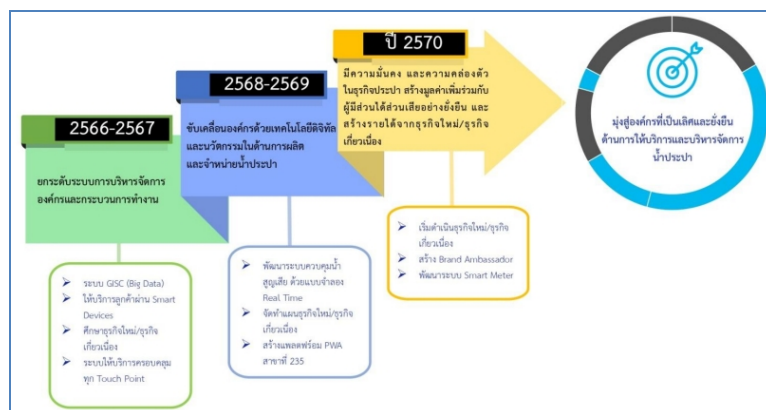 2566-2567
ยกระดับระบบการบริหารจัดการ
องค์กรและกระบวนการทำงาน
➢ ระบบ GISC (Big Data)
➢ ให้บริการลูกค้าผ่าน Smart
Devices
➢ ศึกษาธุรกิจใหม่/ธุรกิจ
เกี่ยวเนื่อง
➢ ระบบให้บริการครอบคลุม
ทุก Touch Point
2568-2569
ขับเคลื่อนองค์กรด้วยเทคโนโลยีดิจิทัล
และนวัตกรรมในด้านการผลิต
และจำหน่ายน้ำประปา
➢ พัฒนาระบบควบคุมน้ำ
สูญเสีย ด้วยแบบจำลอง
Real Time
➢ จัดทำแผนธุรกิจใหม่/ธุรกิจ
เกี่ยวเนื่อง
➢ สร้างแพลตฟอร์ม PWA
สาขาที่ 235
ปี 2570
มีความมั่นคง และความคล่องตัว
ในธุรกิจประปา สร้างมูลค่าเพิ่มร่วมกับ
ผู้มีส่วนได้ส่วนเสียอย่างยั่งยืน และ
สร้างรายได้จากธุรกิจใหม่/ธุรกิจ
เกี่ยวเนื่อง
➢ เริ่มดำเนินธุรกิจใหม่/ธุรกิจ
เกี่ยวเนื่อง
➢ สร้าง Brand Ambassador
➢ พัฒนาระบบ Smart Meter
มุ่งสู่องค์กรที่เป็นเลิศและยั่งยืน
ด้านการให้บริการและบริหารจัดการ
น้ำประปา